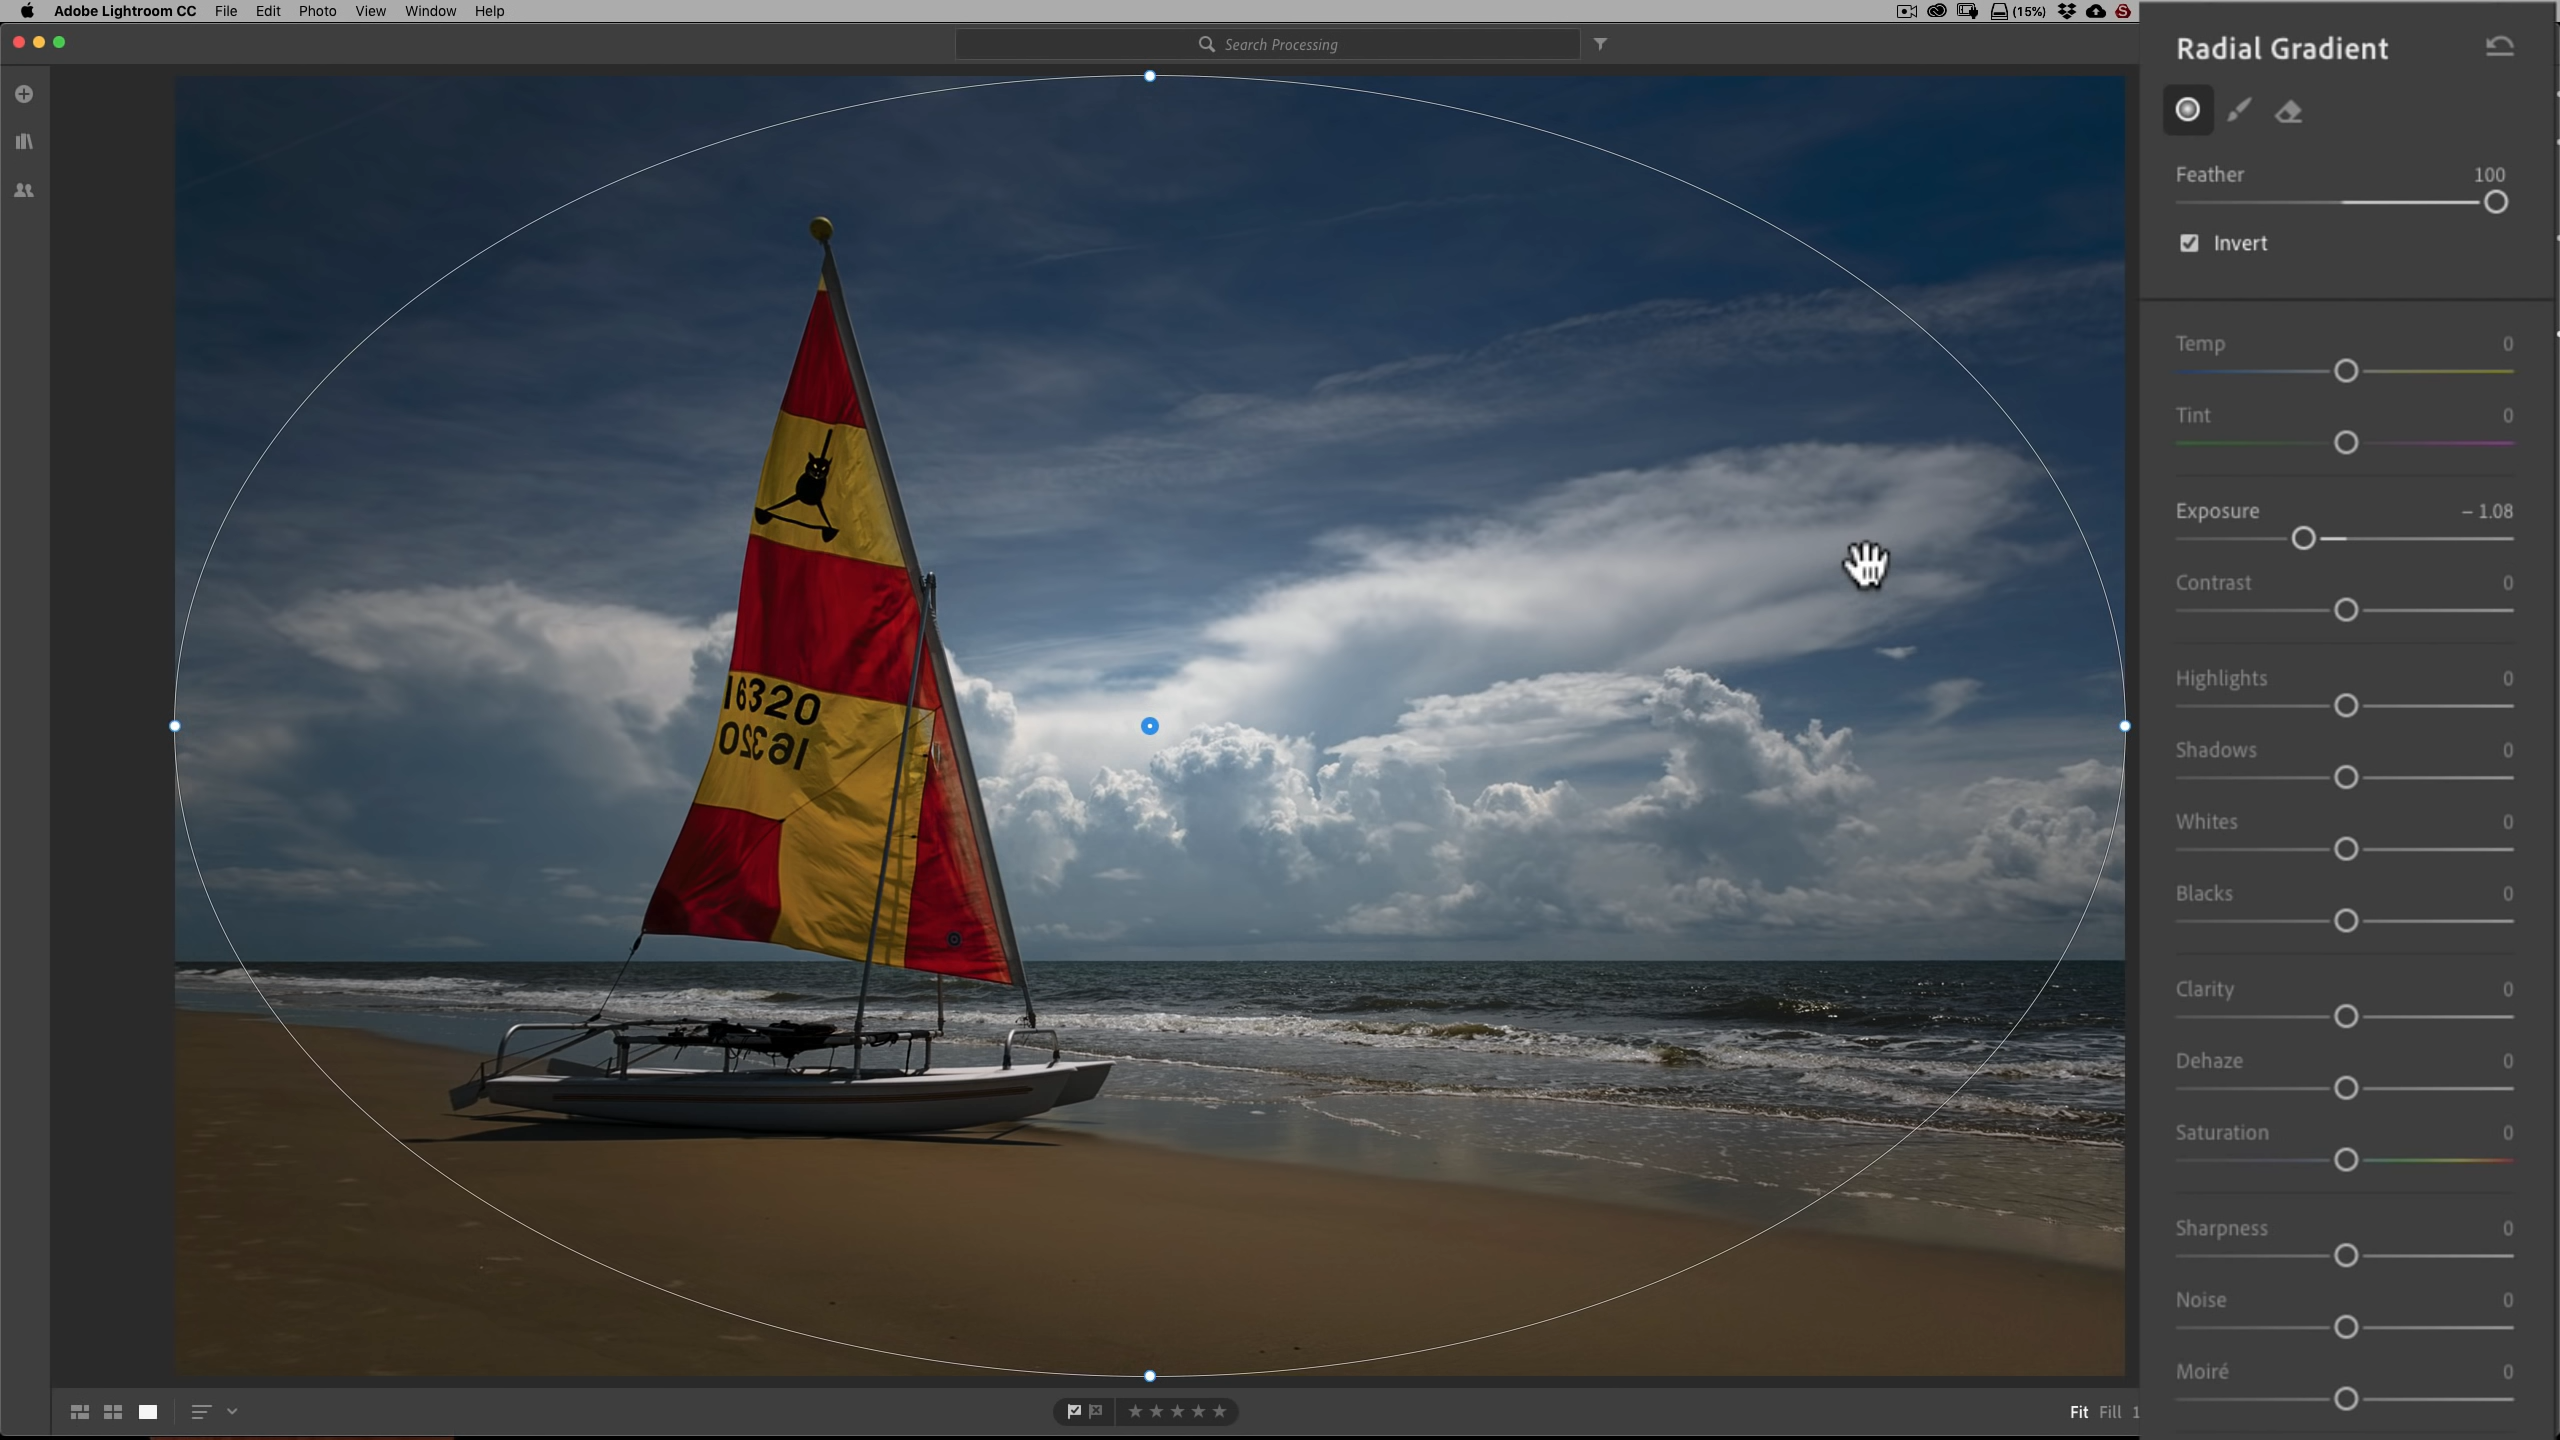 Adobe Lightroom CC File Edit Photo View Window Help (15%)
Search Processing
Radial Gradient
Feather 100
Invert
Temp 0
Tint 0
Exposure – 1.08
Contrast 0
Highlights 0
Shadows 0
Whites 0
Blacks 0
Clarity 0
Dehaze 0
Saturation 0
Sharpness 0
Noise 0
Moiré 0
16320
16320
Fit Fill 1